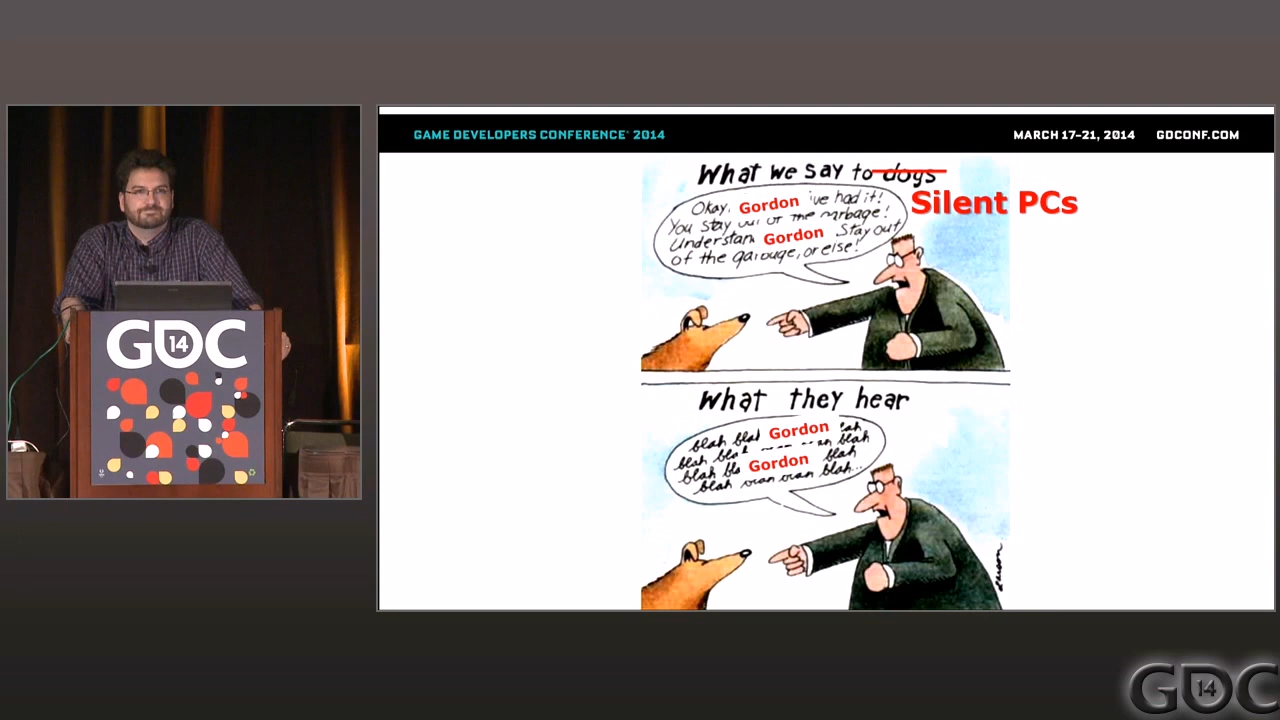 GAME DEVELOPERS CONFERENCE 2014
MARCH 17-21, 2014 GDCONF.COM
What we say to dogs
Silent PCs
Okay, Gordon 've had it!
You stay out of the garbage!
Understan Gordon Stay out
of the garbage, or else!
What they hear
blah blah Gordon blah
blah blah blah blah blah
blah bla Gordon blah
blah blah blah blah...
Larson
GDC
14
GDC
14